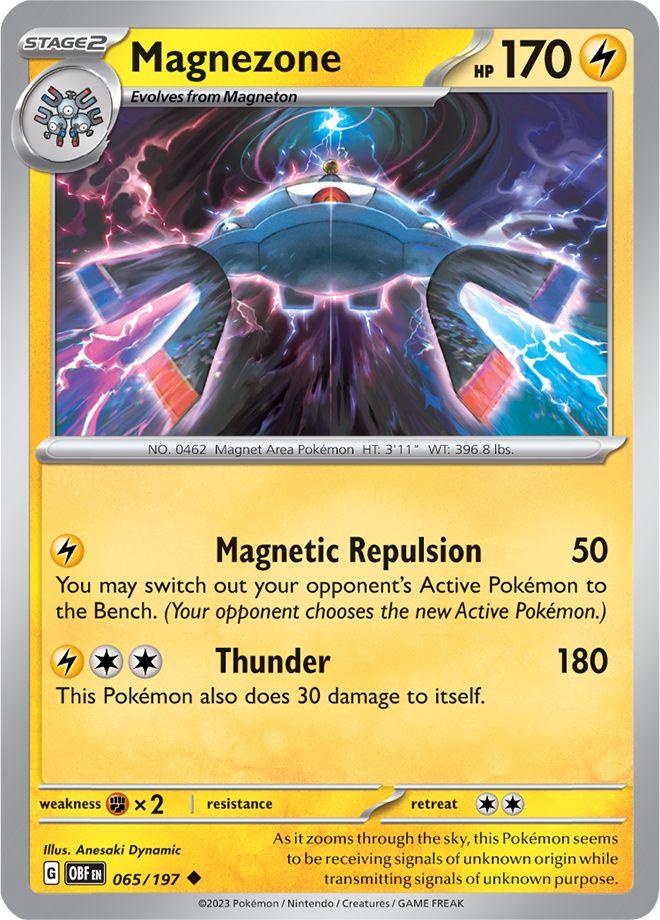 STAGE2
Magnezone
HP 170
Evolves from Magneton
NO. 0462 Magnet Area Pokémon HT: 3'11" WT: 396.8 lbs.
Magnetic Repulsion 50
You may switch out your opponent's Active Pokémon to
the Bench. (Your opponent chooses the new Active Pokémon.)
Thunder 180
This Pokémon also does 30 damage to itself.
weakness ×2 | resistance retreat
Illus. Anesaki Dynamic
G OBF EN 065/197
As it zooms through the sky, this Pokémon seems
to be receiving signals of unknown origin while
transmitting signals of unknown purpose.
©2023 Pokémon / Nintendo / Creatures / GAME FREAK